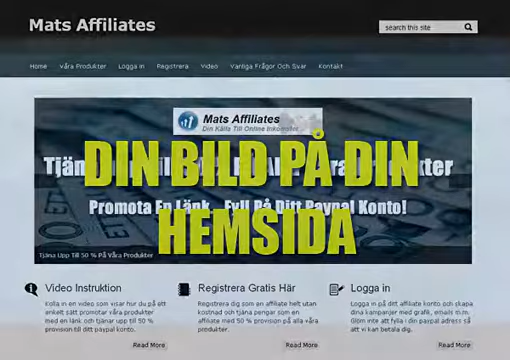 Mats Affiliates
search this site
Home Våra Produkter Logga in Registrera Video Vanliga Frågor Och Svar Kontakt
Mats Affiliates
Din Källa Till Online Inkomster
Tjän
kter
DIN BILD PÅ DIN
Promota En Länk Fyll På Ditt Paypal Konto!
HEMSIDA
Tjäna Upp Till 50 % På Våra Produkter
Video Instruktion
Kolla in en video som visar hur du på ett
enkelt sätt promotar våra produkter
med en länk och tjänar upp till 50 %
provision till ditt paypal konto.
Read More
Registrera Gratis Här
Registrera dig som en affiliate helt utan
kostnad och tjäna pengar som en
affiliate med 50 % provision på alla våra
produkter.
Read More
Logga in
Logga in på ditt affiliate konto och skapa
dina kampanjer med grafik, emails m.m.
Glöm inte att fylla i din paypal adress så
att vi kan betala dig.
Read More